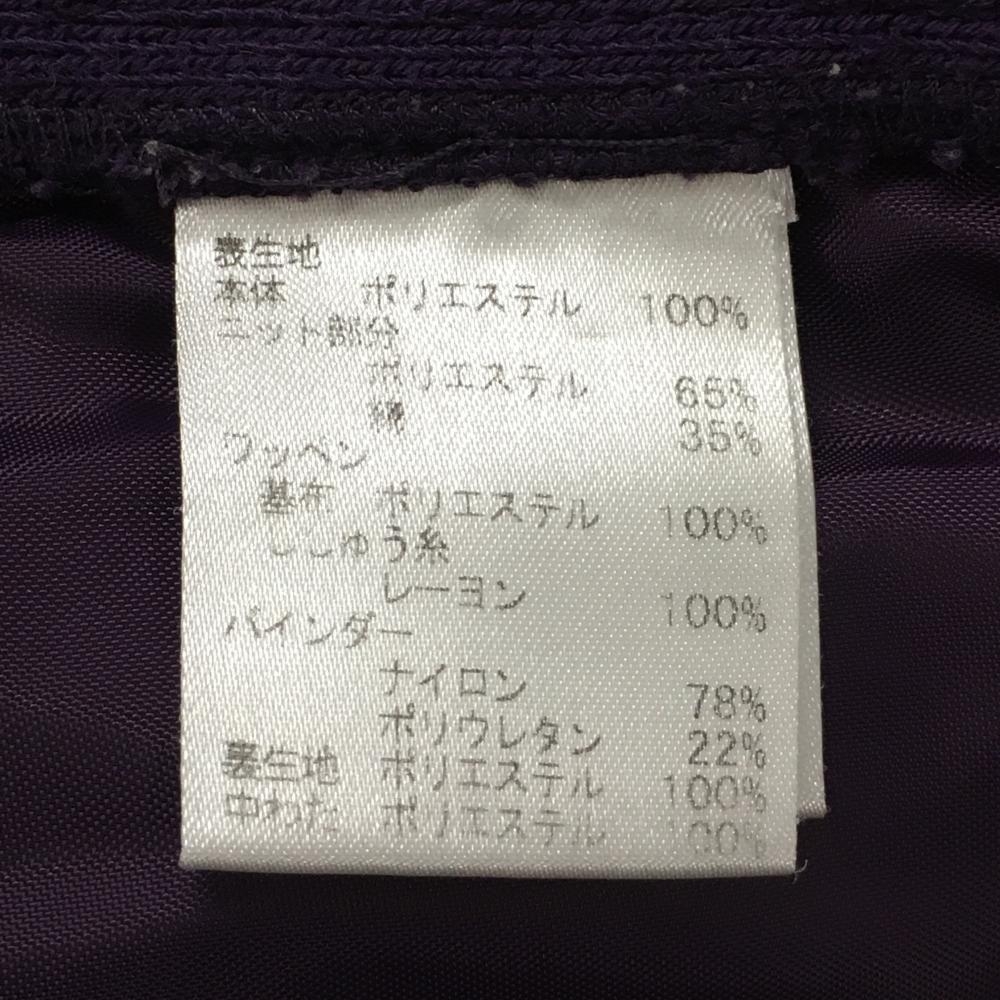 表生地
本体 ポリエステル 100%
ニット部分
ポリエステル 65%
綿 35%
ワッペン
基布 ポリエステル 100%
ししゅう糸
レーヨン 100%
バインダー
ナイロン 78%
ポリウレタン 22%
裏生地 ポリエステル 100%
中わた ポリエステル 100%